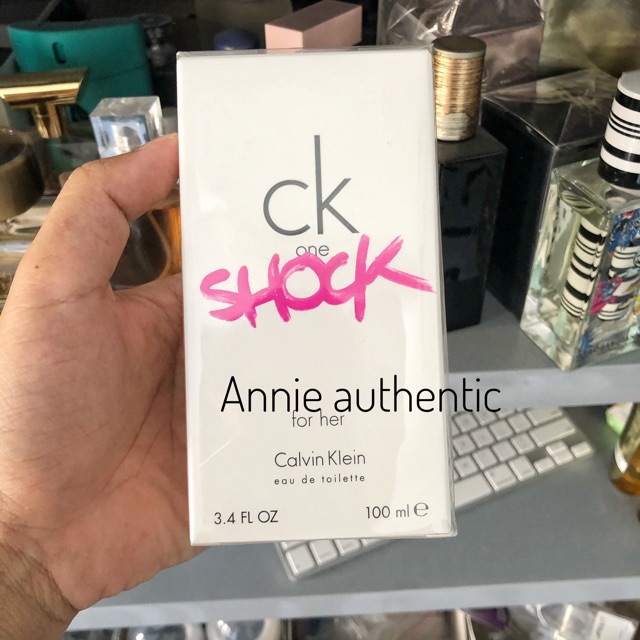 ck
one
SHOCK
Annie authentic
for her
Calvin Klein
eau de toilette
3.4 FL OZ 100 ml ℮